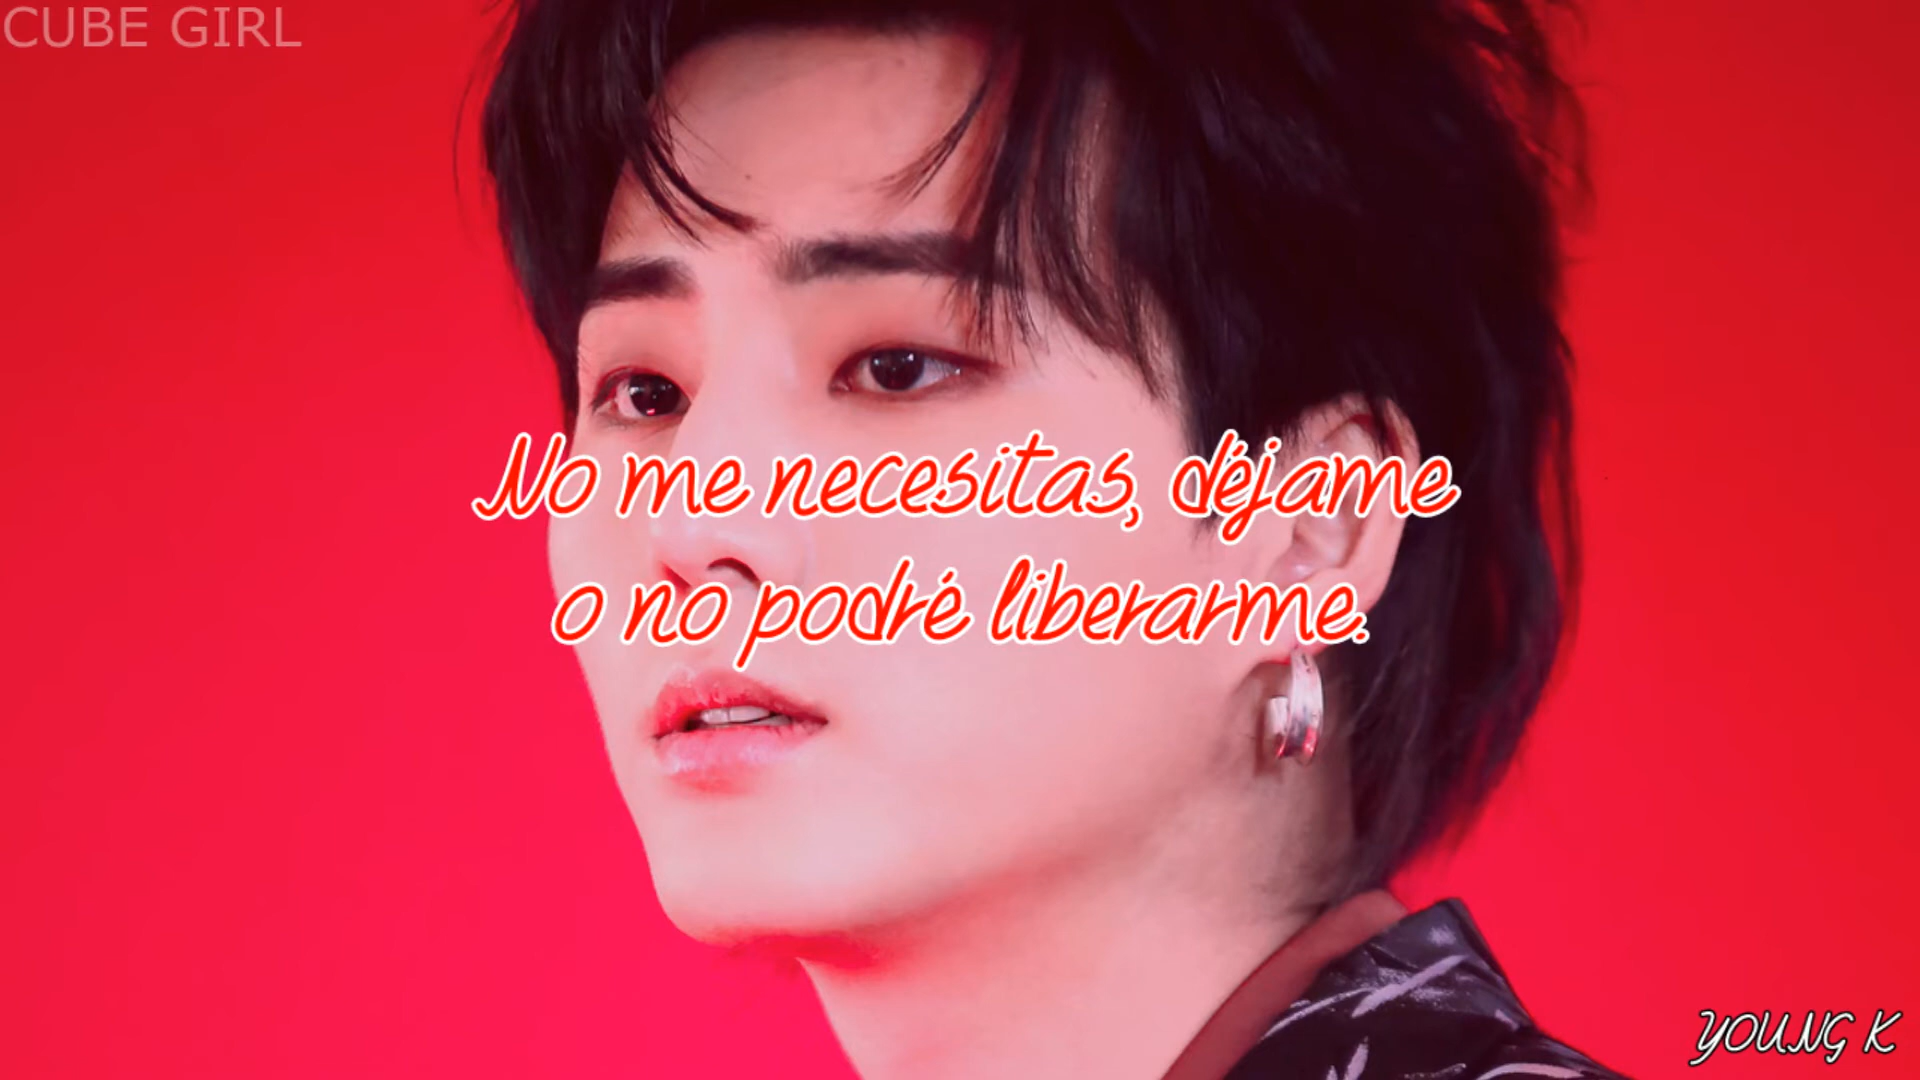 CUBE GIRL
No me necesitas, déjame
o no podré liberarme.
YOUNG K